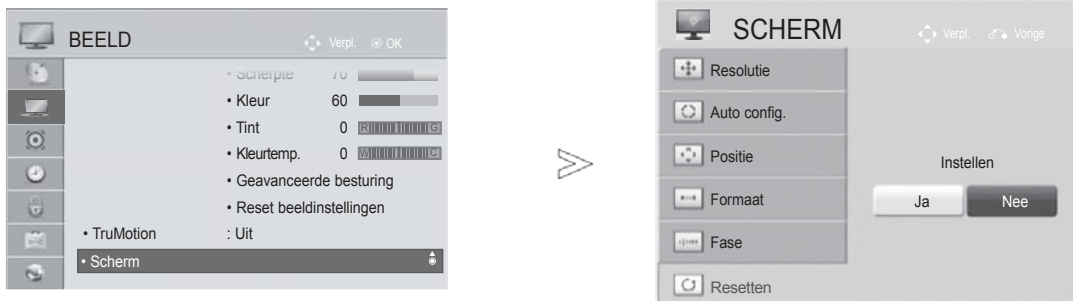 BEELD
Verpl. OK
• Scherpte 70
• Kleur 60
• Tint 0 R G
• Kleurtemp. 0 W C
• Geavanceerde besturing
• Reset beeldinstellingen
• TruMotion : Uit
• Scherm
SCHERM
Verpl. Vorige
Resolutie
Auto config.
Positie
Formaat
Fase
Resetten
Instellen
Ja Nee